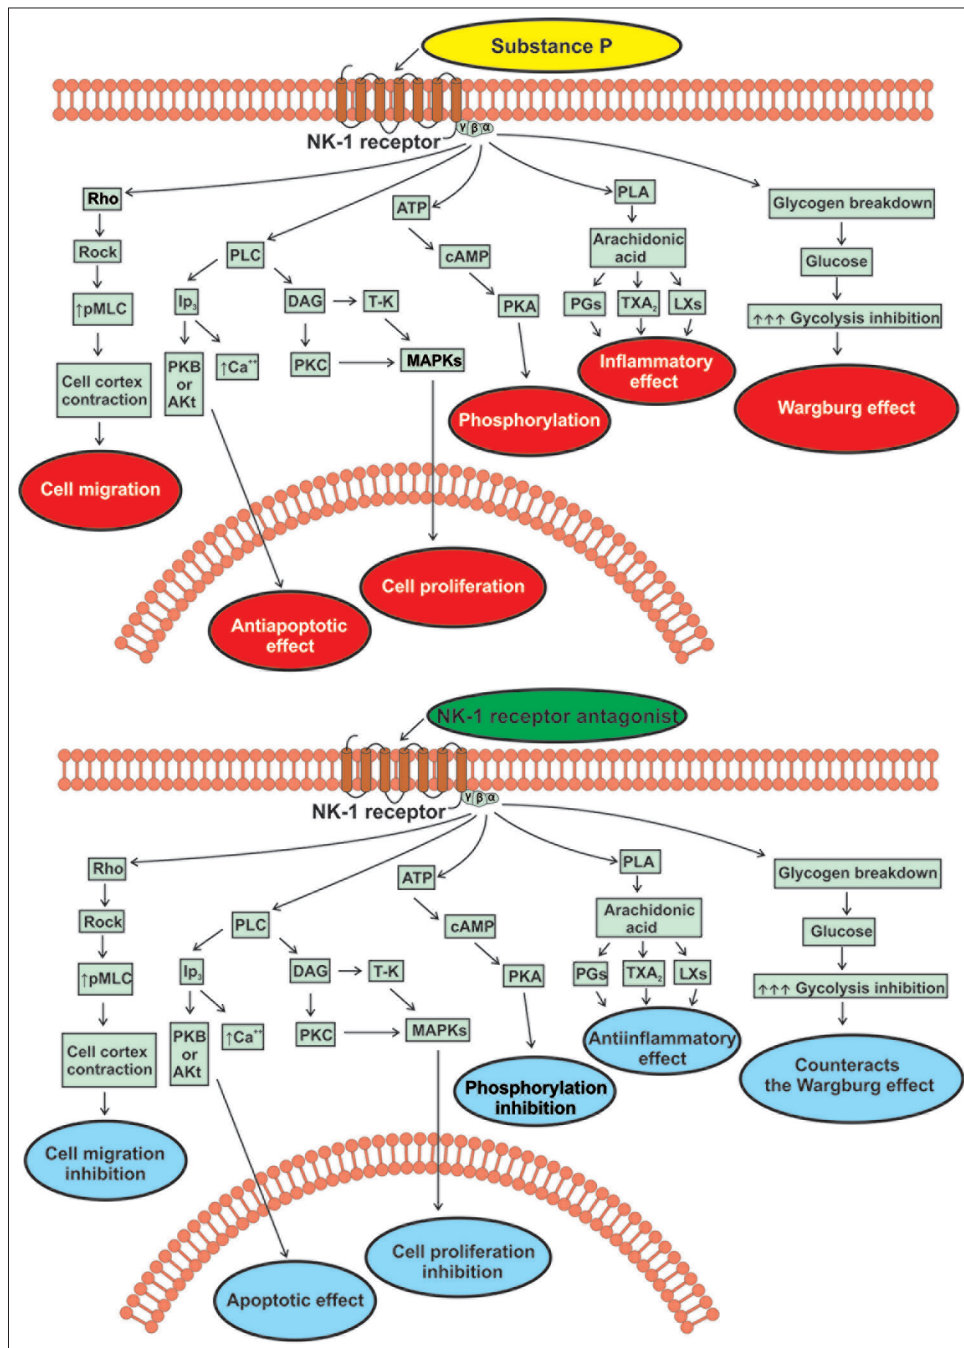 Substance P
γ β α
NK-1 receptor
Rho
Rock
↑pMLC
Cell cortex
contraction
Cell migration
PLC
Ip3
PKB
or
AKt
↑Ca++
DAG
T-K
PKC
MAPKs
ATP
cAMP
PKA
Phosphorylation
PLA
Arachidonic
acid
PGs
TXA2
LXs
Inflammatory
effect
Glycogen breakdown
Glucose
↑↑↑ Gycolysis inhibition
Wargburg effect
Cell proliferation
Antiapoptotic
effect
NK-1 receptor antagonist
γ β α
NK-1 receptor
Rho
Rock
↑pMLC
Cell cortex
contraction
Cell migration
inhibition
PLC
Ip3
PKB
or
AKt
↑Ca++
DAG
T-K
PKC
MAPKs
ATP
cAMP
PKA
Phosphorylation
inhibition
PLA
Arachidonic
acid
PGs
TXA2
LXs
Antiinflammatory
effect
Glycogen breakdown
Glucose
↑↑↑ Gycolysis inhibition
Counteracts
the Wargburg effect
Cell proliferation
inhibition
Apoptotic effect